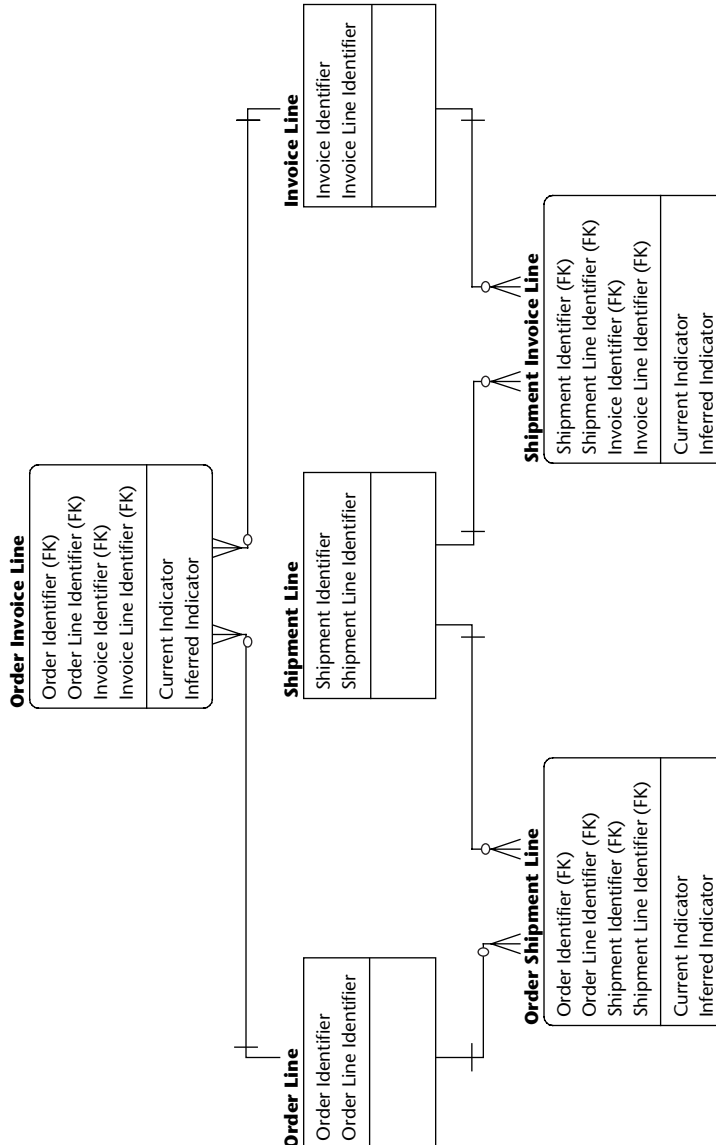 Order Invoice Line
Order Identifier (FK)
Order Line Identifier (FK)
Invoice Identifier (FK)
Invoice Line Identifier (FK)
Current Indicator
Inferred Indicator
Order Line
Order Identifier
Order Line Identifier
Shipment Line
Shipment Identifier
Shipment Line Identifier
Invoice Line
Invoice Identifier
Invoice Line Identifier
Order Shipment Line
Order Identifier (FK)
Order Line Identifier (FK)
Shipment Identifier (FK)
Shipment Line Identifier (FK)
Current Indicator
Inferred Indicator
Shipment Invoice Line
Shipment Identifier (FK)
Shipment Line Identifier (FK)
Invoice Identifier (FK)
Invoice Line Identifier (FK)
Current Indicator
Inferred Indicator